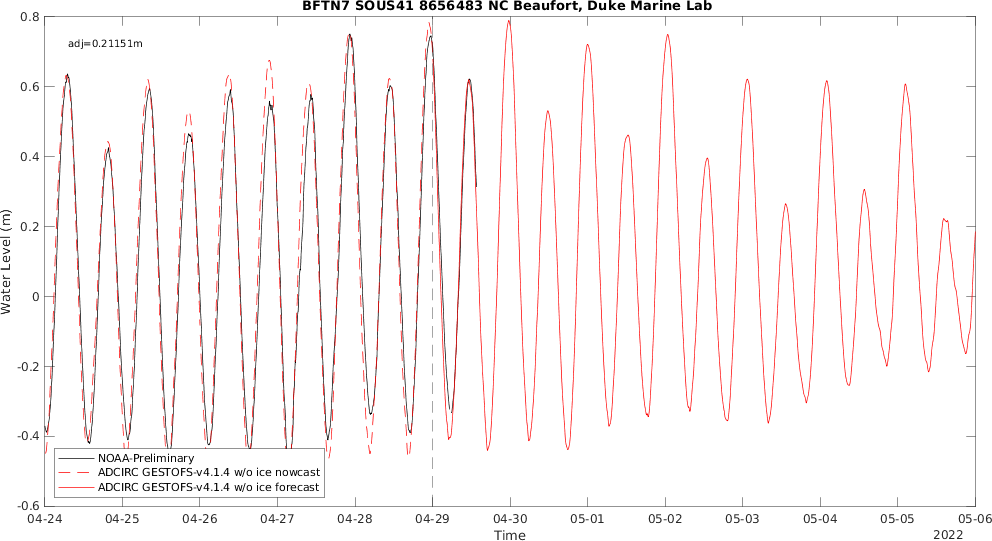 BFTN7 SOUS41 8656483 NC Beaufort, Duke Marine Lab
adj=0.21151m
0.8
0.6
0.4
0.2
0
-0.2
-0.4
-0.6
Water Level (m)
NOAA-Preliminary
ADCIRC GESTOFS-v4.1.4 w/o ice nowcast
ADCIRC GESTOFS-v4.1.4 w/o ice forecast
04-24 04-25 04-26 04-27 04-28 04-29 04-30 05-01 05-02 05-03 05-04 05-05 05-06
Time
2022